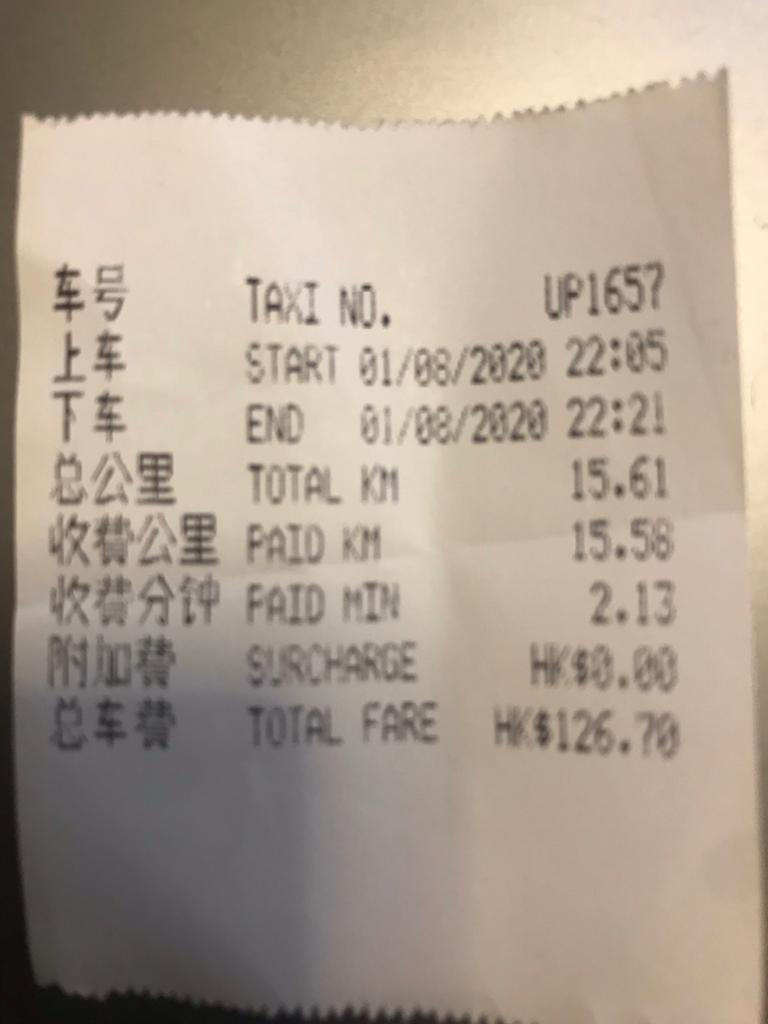 车号 TAXI NO. UP1657
上车 START 01/08/2020 22:05
下车 END 01/08/2020 22:21
总公里 TOTAL KM 15.61
收费公里 PAID KM 15.58
收费分钟 PAID MIN 2.13
附加费 SURCHARGE HK$0.00
总车费 TOTAL FARE HK$126.70